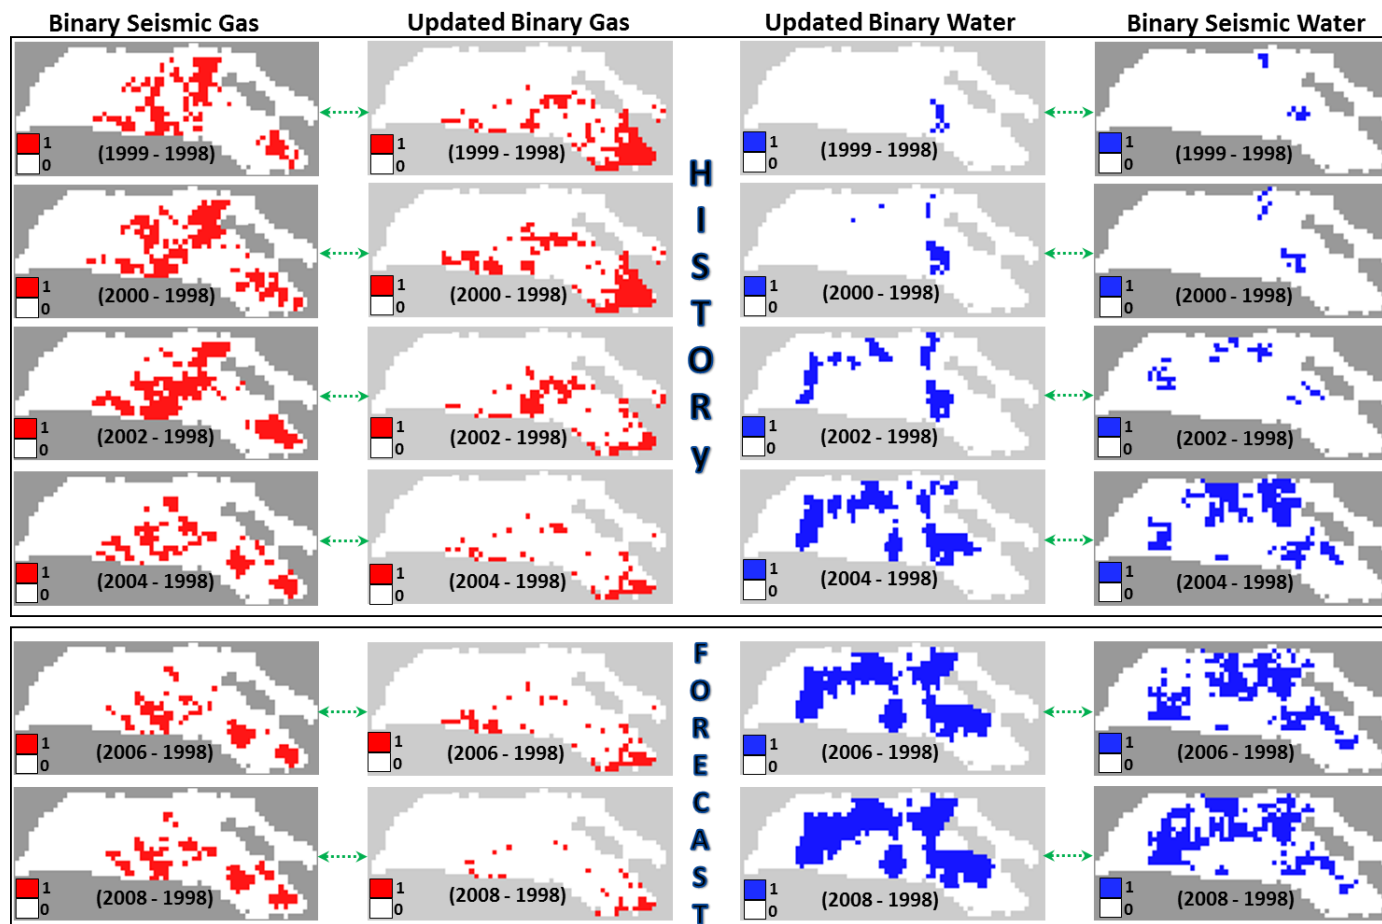 Binary Seismic Gas
Updated Binary Gas
Updated Binary Water
Binary Seismic Water
1
0
(1999 - 1998)
1
0
(1999 - 1998)
1
0
(1999 - 1998)
1
0
(1999 - 1998)
1
0
(2000 - 1998)
1
0
(2000 - 1998)
1
0
(2000 - 1998)
1
0
(2000 - 1998)
1
0
(2002 - 1998)
1
0
(2002 - 1998)
1
0
(2002 - 1998)
1
0
(2002 - 1998)
1
0
(2004 - 1998)
1
0
(2004 - 1998)
1
0
(2004 - 1998)
1
0
(2004 - 1998)
HISTORy
1
0
(2006 - 1998)
1
0
(2006 - 1998)
1
0
(2006 - 1998)
1
0
(2006 - 1998)
1
0
(2008 - 1998)
1
0
(2008 - 1998)
1
0
(2008 - 1998)
1
0
(2008 - 1998)
FORECAST